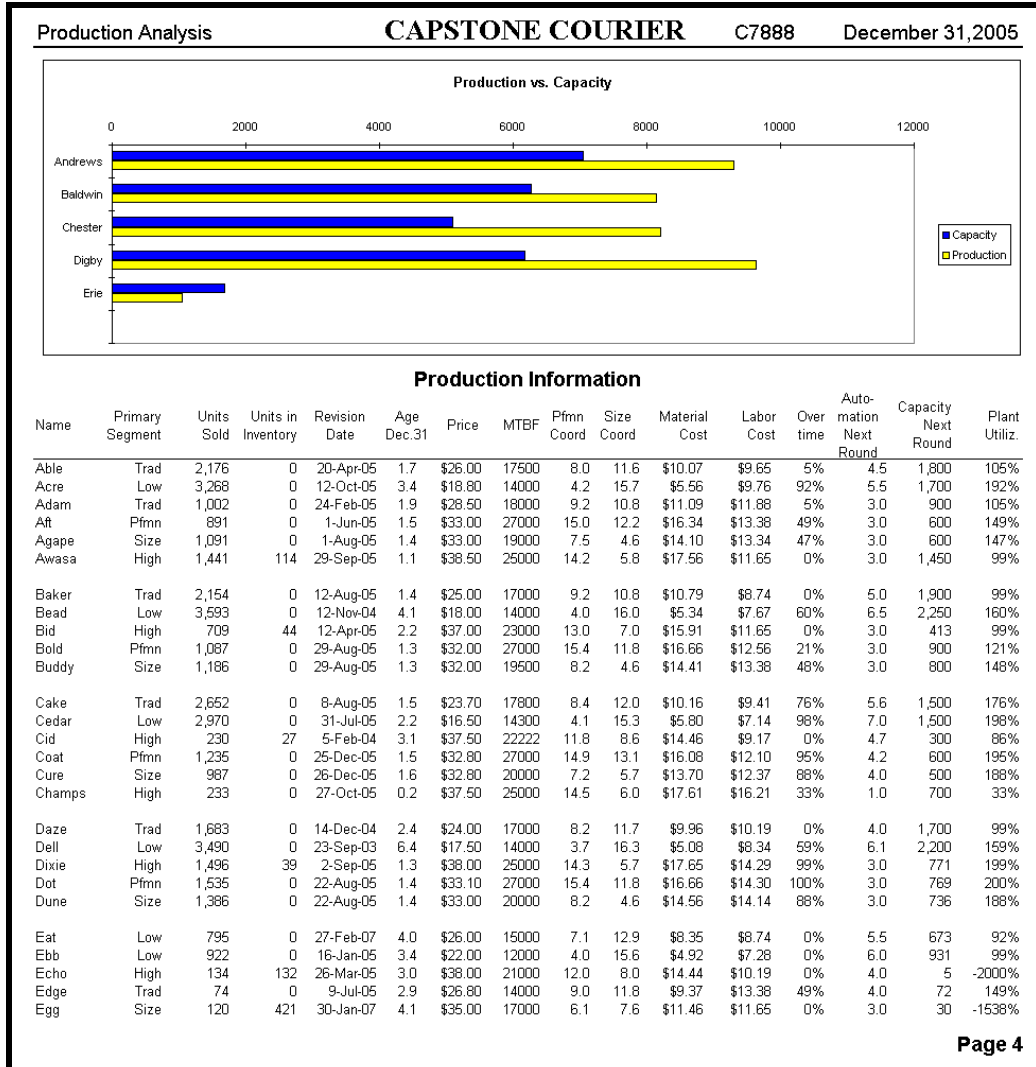 Production Analysis CAPSTONE COURIER C7888 December 31,2005
Production vs. Capacity
0 2000 4000 6000 8000 10000 12000
Andrews
Baldwin
Chester
Digby
Erie
Capacity
Production
Production Information
Name Primary Segment Units Sold Units in Inventory Revision Date Age Dec.31 Price MTBF Pfmn Coord Size Coord Material Cost Labor Cost Over time Auto- mation Next Round Capacity Next Round Plant Utiliz.
Able Trad 2,176 0 20-Apr-05 1.7 $26.00 17500 8.0 11.6 $10.07 $9.65 5% 4.5 1,800 105%
Acre Low 3,268 0 12-Oct-05 3.4 $18.80 14000 4.2 15.7 $5.56 $9.76 92% 5.5 1,700 192%
Adam Trad 1,002 0 24-Feb-05 1.9 $28.50 18000 9.2 10.8 $11.09 $11.88 5% 3.0 900 105%
Aft Pfmn 891 0 1-Jun-05 1.5 $33.00 27000 15.0 12.2 $16.34 $13.38 49% 3.0 600 149%
Agape Size 1,091 0 1-Aug-05 1.4 $33.00 19000 7.5 4.6 $14.10 $13.34 47% 3.0 600 147%
Awasa High 1,441 114 29-Sep-05 1.1 $38.50 25000 14.2 5.8 $17.56 $11.65 0% 3.0 1,450 99%
Baker Trad 2,154 0 12-Aug-05 1.4 $25.00 17000 9.2 10.8 $10.79 $8.74 0% 5.0 1,900 99%
Bead Low 3,593 0 12-Nov-04 4.1 $18.00 14000 4.0 16.0 $5.34 $7.67 60% 6.5 2,250 160%
Bid High 709 44 12-Apr-05 2.2 $37.00 23000 13.0 7.0 $15.91 $11.65 0% 3.0 413 99%
Bold Pfmn 1,087 0 29-Aug-05 1.3 $32.00 27000 15.4 11.8 $16.66 $12.56 21% 3.0 900 121%
Buddy Size 1,186 0 29-Aug-05 1.3 $32.00 19500 8.2 4.6 $14.41 $13.38 48% 3.0 800 148%
Cake Trad 2,652 0 8-Aug-05 1.5 $23.70 17800 8.4 12.0 $10.16 $9.41 76% 5.6 1,500 176%
Cedar Low 2,970 0 31-Jul-05 2.2 $16.50 14300 4.1 15.3 $5.80 $7.14 98% 7.0 1,500 198%
Cid High 230 27 5-Feb-04 3.1 $37.50 22222 11.8 8.6 $14.46 $9.17 0% 4.7 300 86%
Coat Pfmn 1,235 0 25-Dec-05 1.5 $32.80 27000 14.9 13.1 $16.08 $12.10 95% 4.2 600 195%
Cure Size 987 0 26-Dec-05 1.6 $32.80 20000 7.2 5.7 $13.70 $12.37 88% 4.0 500 188%
Champs High 233 0 27-Oct-05 0.2 $37.50 25000 14.5 6.0 $17.61 $16.21 33% 1.0 700 33%
Daze Trad 1,683 0 14-Dec-04 2.4 $24.00 17000 8.2 11.7 $9.96 $10.19 0% 4.0 1,700 99%
Dell Low 3,490 0 23-Sep-03 6.4 $17.50 14000 3.7 16.3 $5.08 $8.34 59% 6.1 2,200 159%
Dixie High 1,496 39 2-Sep-05 1.3 $38.00 25000 14.3 5.7 $17.65 $14.29 99% 3.0 771 199%
Dot Pfmn 1,535 0 22-Aug-05 1.4 $33.10 27000 15.4 11.8 $16.66 $14.30 100% 3.0 769 200%
Dune Size 1,386 0 22-Aug-05 1.4 $33.00 20000 8.2 4.6 $14.56 $14.14 88% 3.0 736 188%
Eat Low 795 0 27-Feb-07 4.0 $26.00 15000 7.1 12.9 $8.35 $8.74 0% 5.5 673 92%
Ebb Low 922 0 16-Jan-05 3.4 $22.00 12000 4.0 15.6 $4.92 $7.28 0% 6.0 931 99%
Echo High 134 132 26-Mar-05 3.0 $38.00 21000 12.0 8.0 $14.44 $10.19 0% 4.0 5 -2000%
Edge Trad 74 0 9-Jul-05 2.9 $26.80 14000 9.0 11.8 $9.37 $13.38 49% 4.0 72 149%
Egg Size 120 421 30-Jan-07 4.1 $35.00 17000 6.1 7.6 $11.46 $11.65 0% 3.0 30 -1538%
Page 4